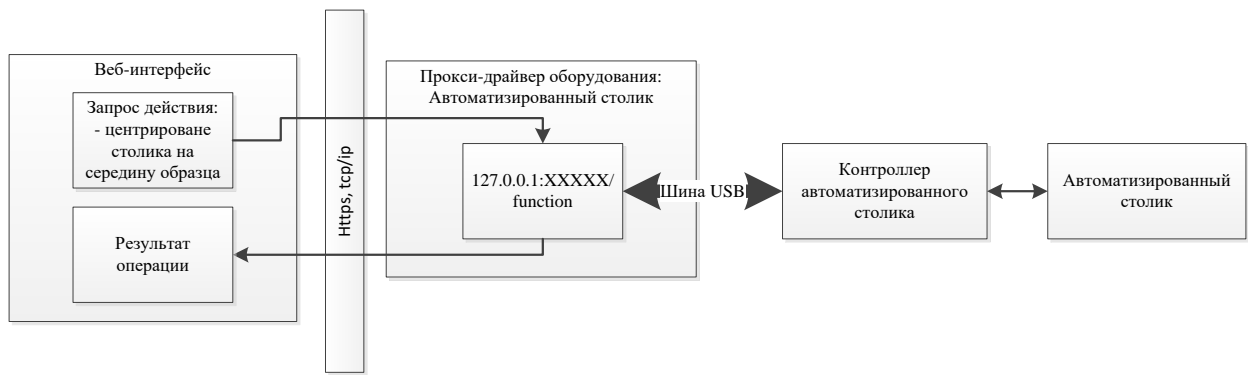 Веб-интерфейс
Запрос действия:
- центрироване
столика на
середину образца
Результат
операции
Https, tcp/ip
Прокси-драйвер оборудования:
Автоматизированный столик
127.0.0.1:XXXXX/
function
Шина USB
Контроллер
автоматизированного
столика
Автоматизированный
столик